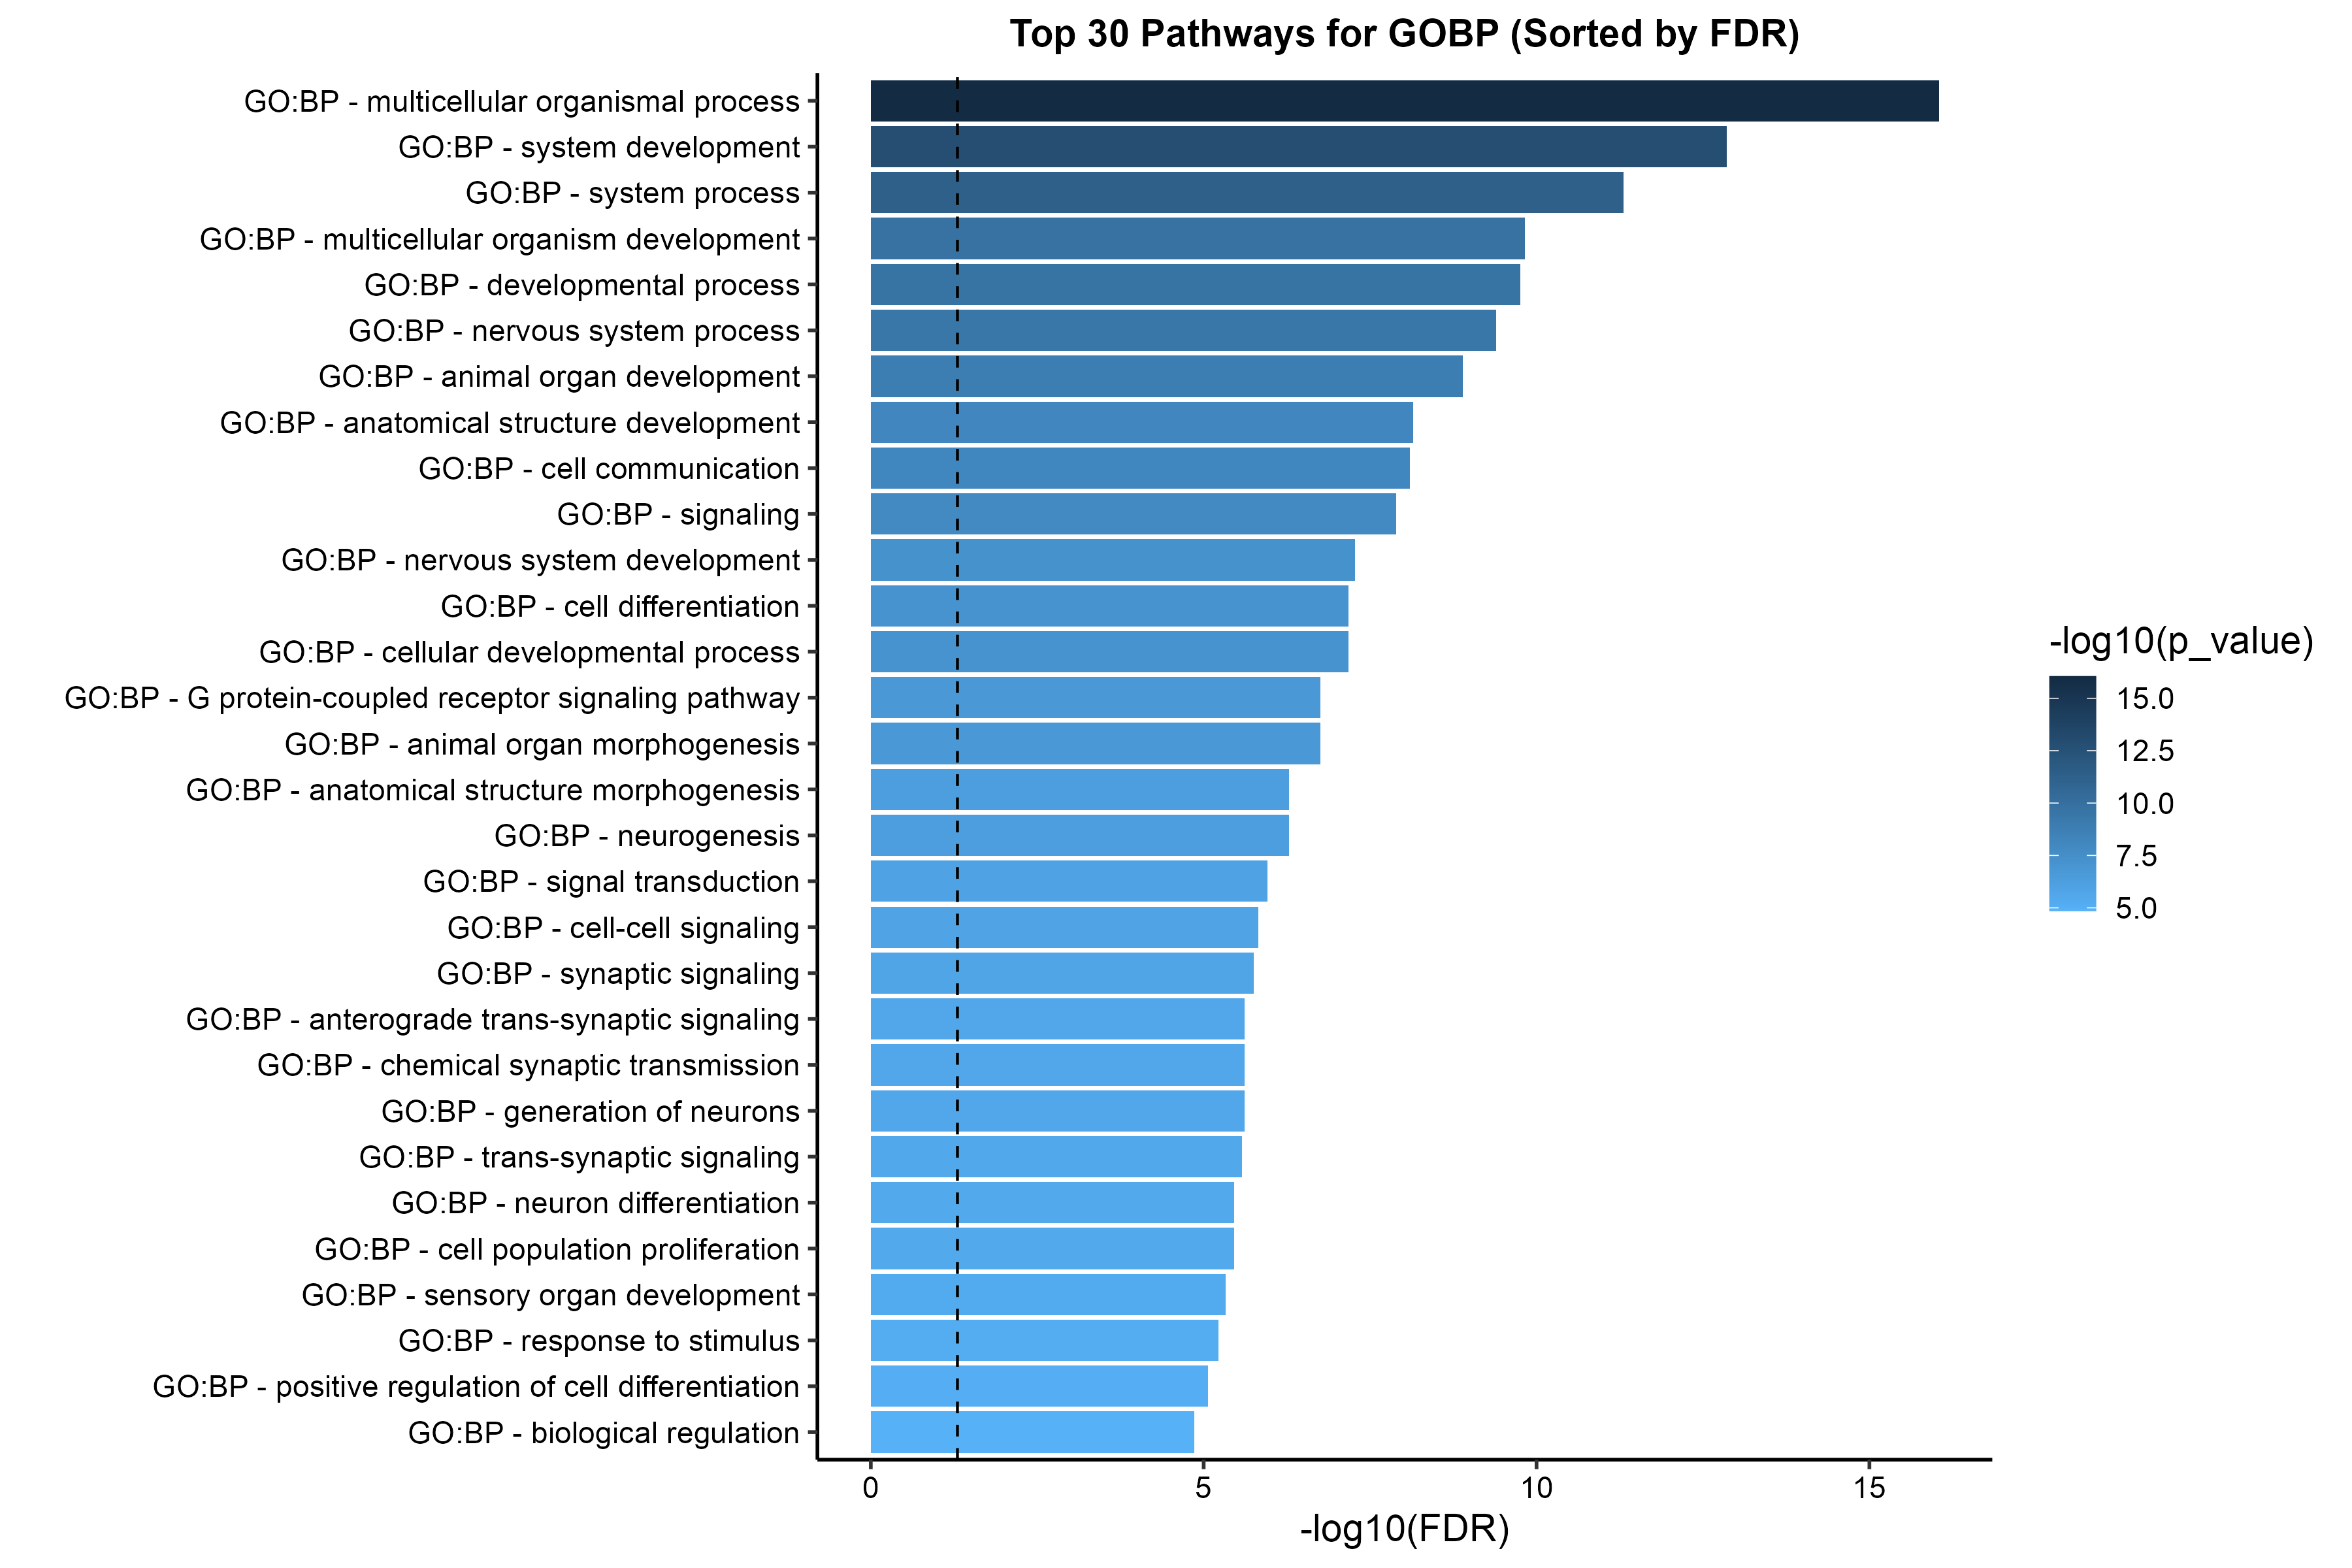 Top 30 Pathways for GOBP (Sorted by FDR)
GO:BP - multicellular organismal process
GO:BP - system development
GO:BP - system process
GO:BP - multicellular organism development
GO:BP - developmental process
GO:BP - nervous system process
GO:BP - animal organ development
GO:BP - anatomical structure development
GO:BP - cell communication
GO:BP - signaling
GO:BP - nervous system development
GO:BP - cell differentiation
GO:BP - cellular developmental process
GO:BP - G protein-coupled receptor signaling pathway
GO:BP - animal organ morphogenesis
GO:BP - anatomical structure morphogenesis
GO:BP - neurogenesis
GO:BP - signal transduction
GO:BP - cell-cell signaling
GO:BP - synaptic signaling
GO:BP - anterograde trans-synaptic signaling
GO:BP - chemical synaptic transmission
GO:BP - generation of neurons
GO:BP - trans-synaptic signaling
GO:BP - neuron differentiation
GO:BP - cell population proliferation
GO:BP - sensory organ development
GO:BP - response to stimulus
GO:BP - positive regulation of cell differentiation
GO:BP - biological regulation
0 5 10 15
-log10(FDR)
-log10(p_value)
15.0
12.5
10.0
7.5
5.0